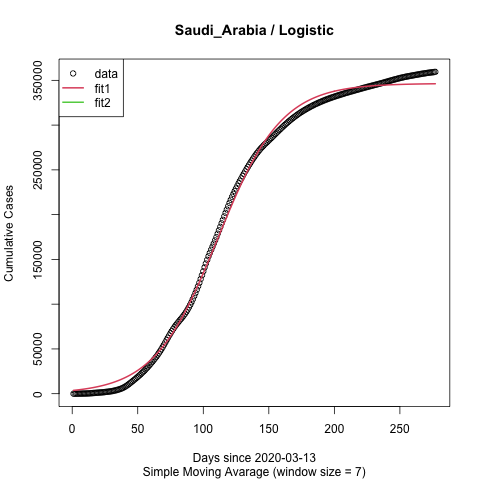 Saudi_Arabia / Logistic
data
fit1
fit2
Cumulative Cases
350000
250000
150000
50000
0
0 50 100 150 200 250
Days since 2020-03-13
Simple Moving Avarage (window size = 7)